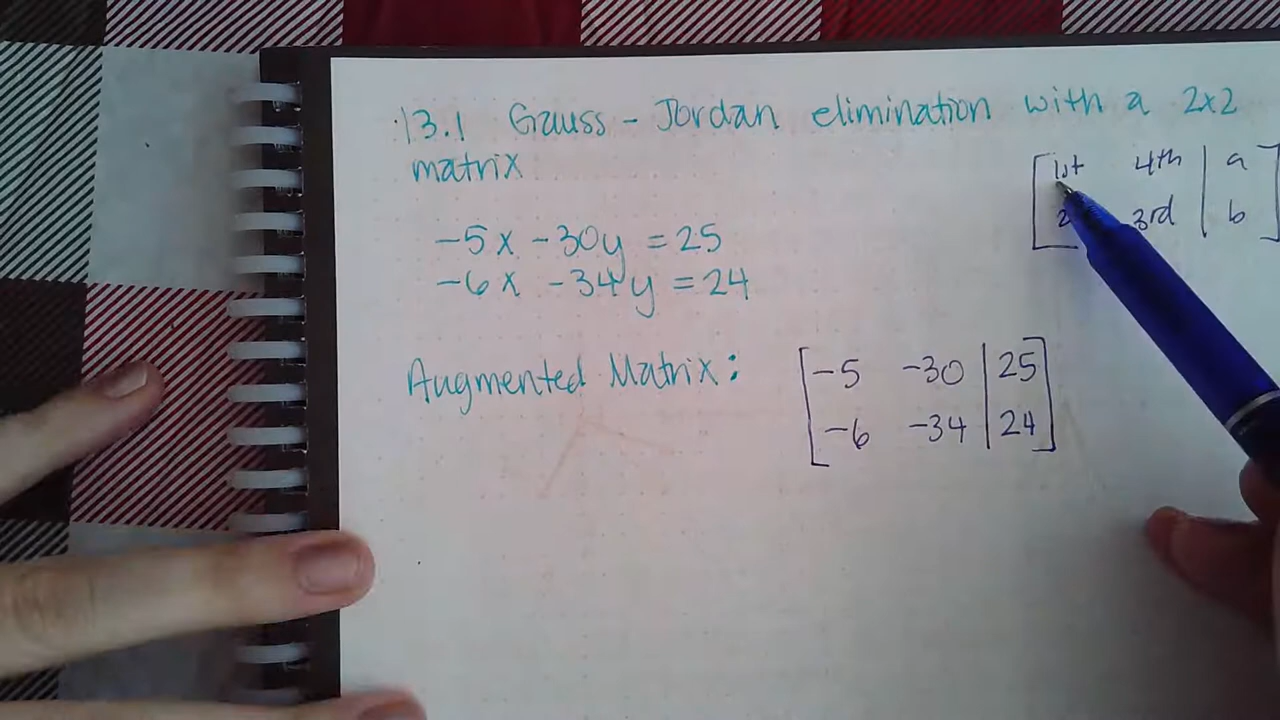 13.1 Gauss - Jordan elimination with a 2x2
matrix
1st 4th | a
2 3rd | b
-5x -30y = 25
-6x -34y = 24
Augmented Matrix:
-5 -30 | 25
-6 -34 | 24